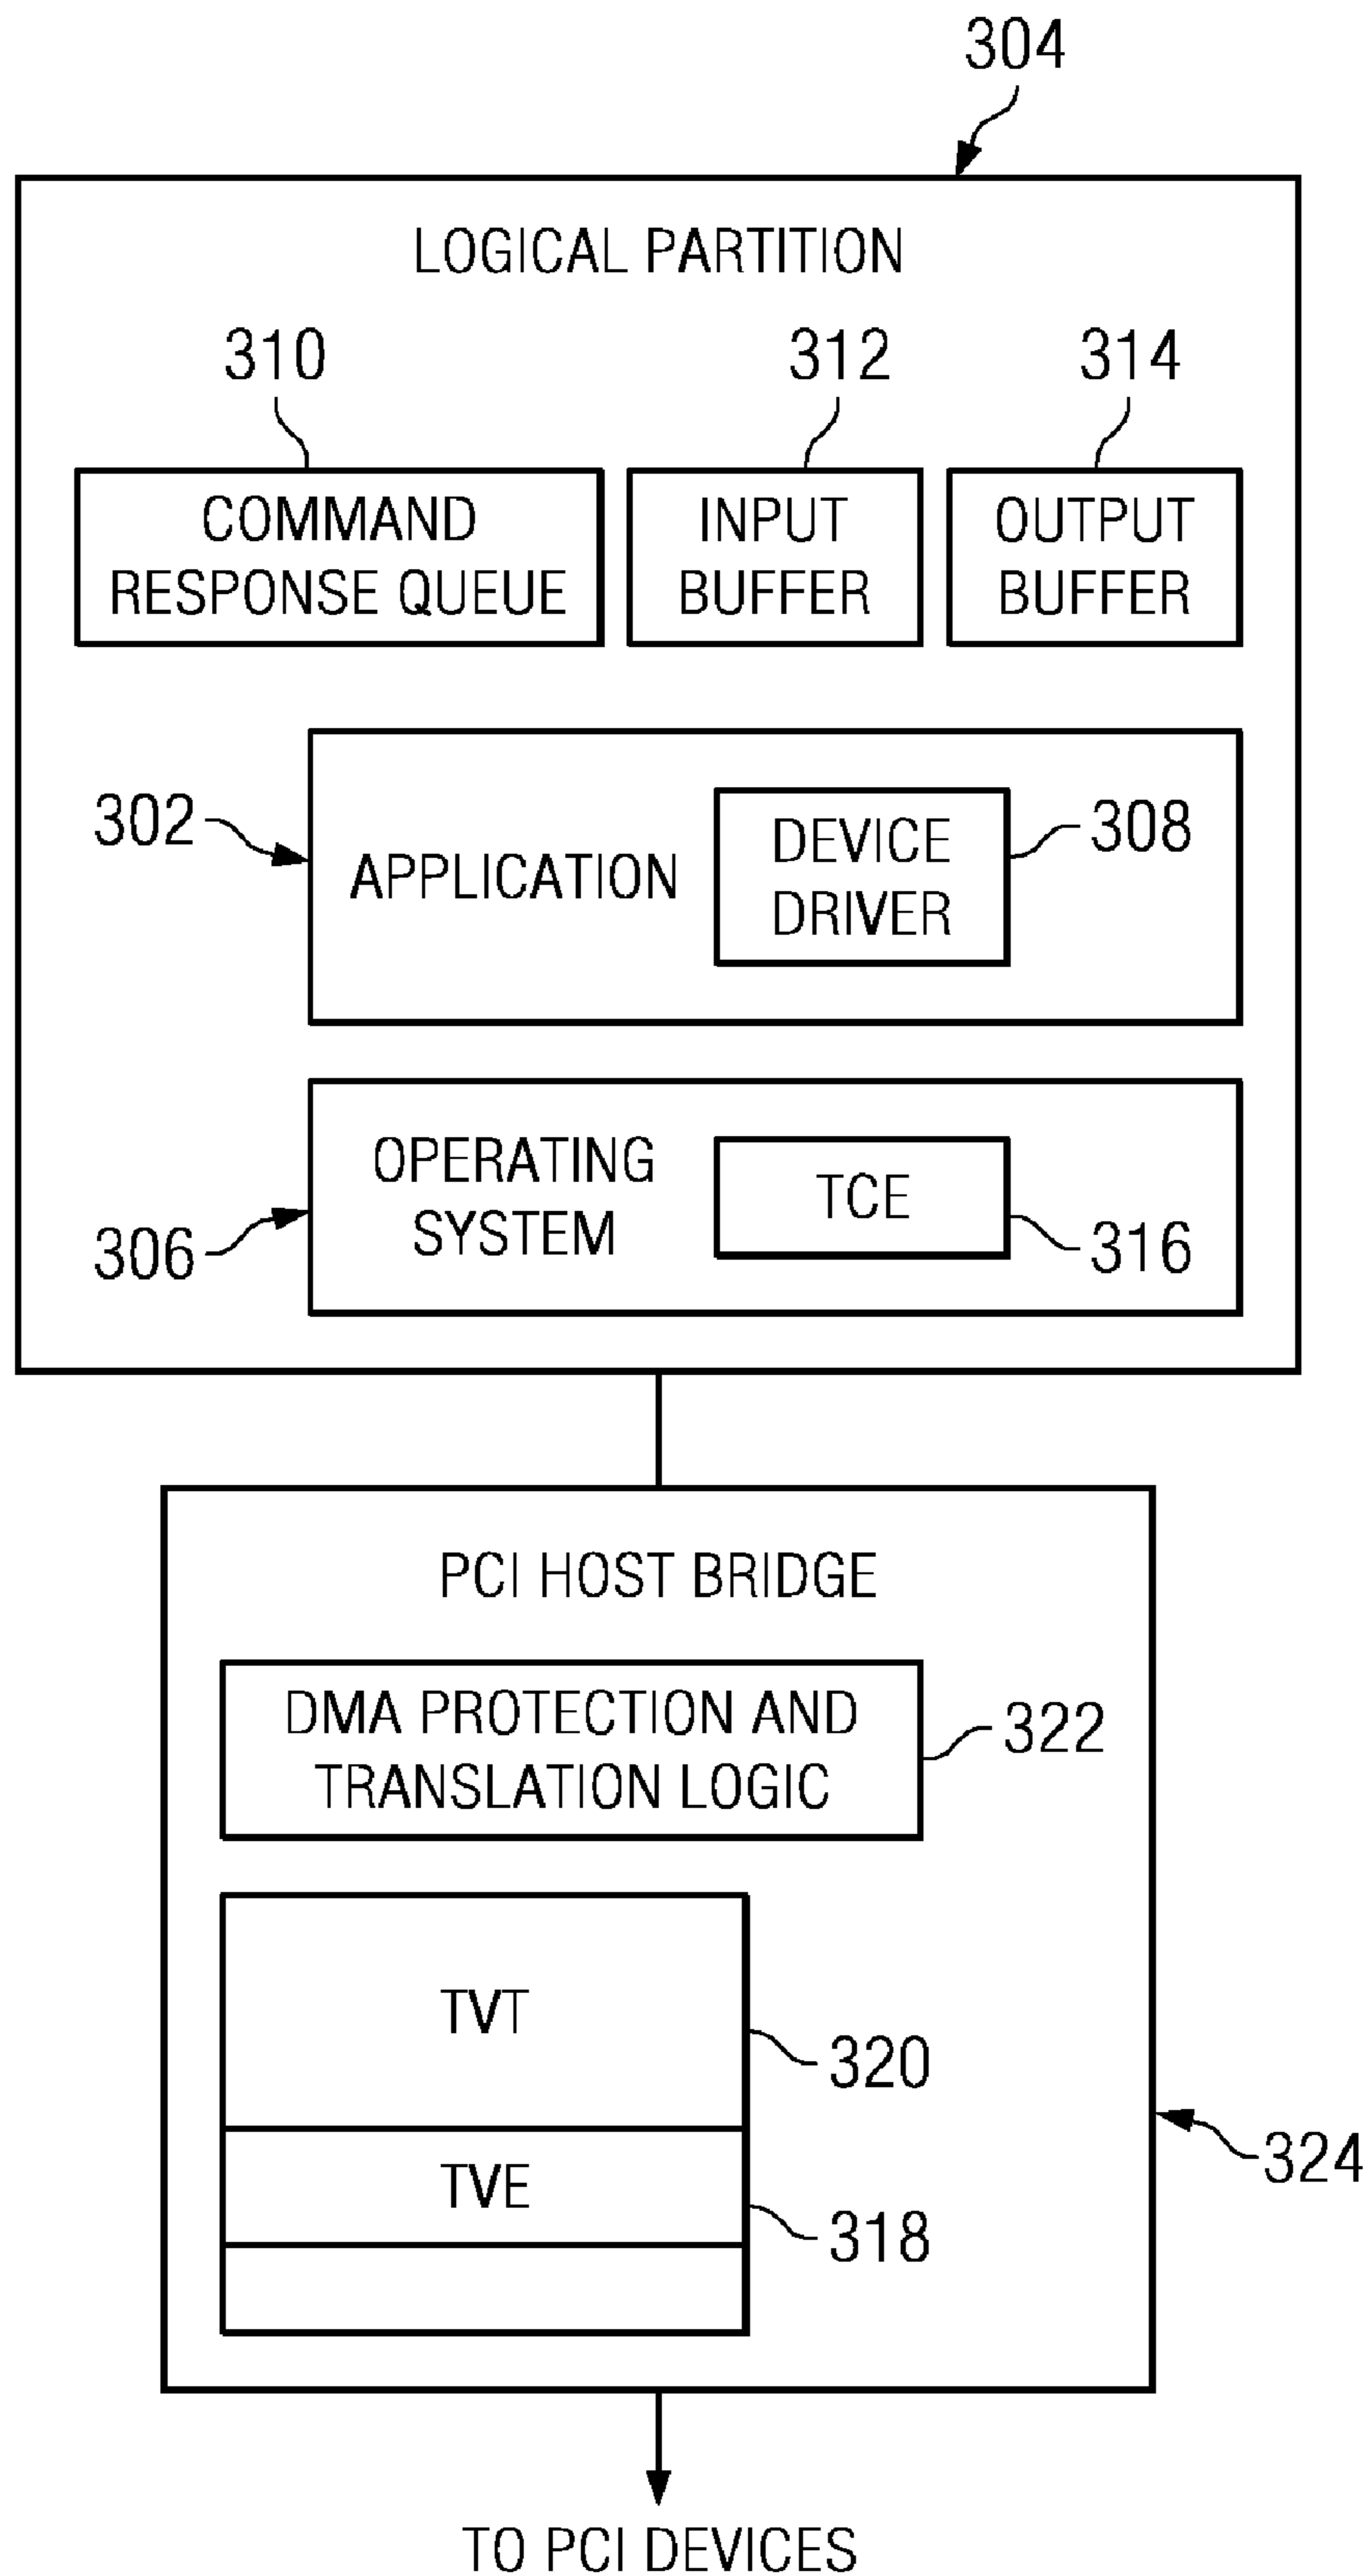 304
LOGICAL PARTITION
310
312
314
COMMAND
RESPONSE QUEUE
INPUT
BUFFER
OUTPUT
BUFFER
302
APPLICATION
DEVICE
DRIVER
308
306
OPERATING
SYSTEM
TCE
316
PCI HOST BRIDGE
DMA PROTECTION AND
TRANSLATION LOGIC
322
TVT
320
TVE
318
324
TO PCI DEVICES